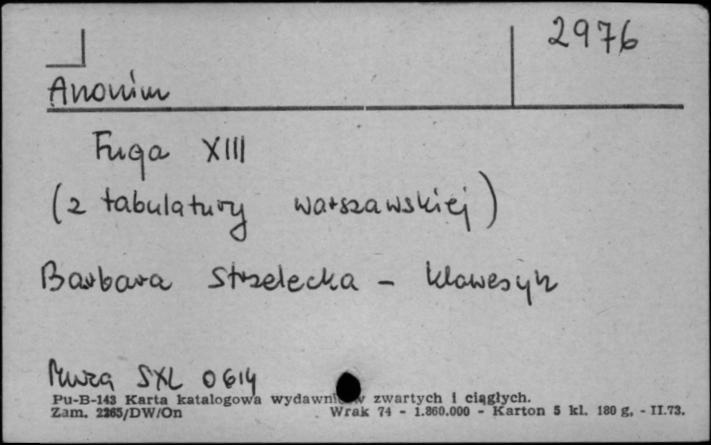 2976
Anonim
Fuga XIII
(z tabulatury warszawskiej)
Barbara Strzelecka - klawesyn
Muza SXL 0614
Pu-B-143 Karta katalogowa wydawnictw zwartych i ciągłych.
Zam. 2265/DW/On Wrak 74 - 1.860.000 - Karton 5 kl. 180 g. - II.73.